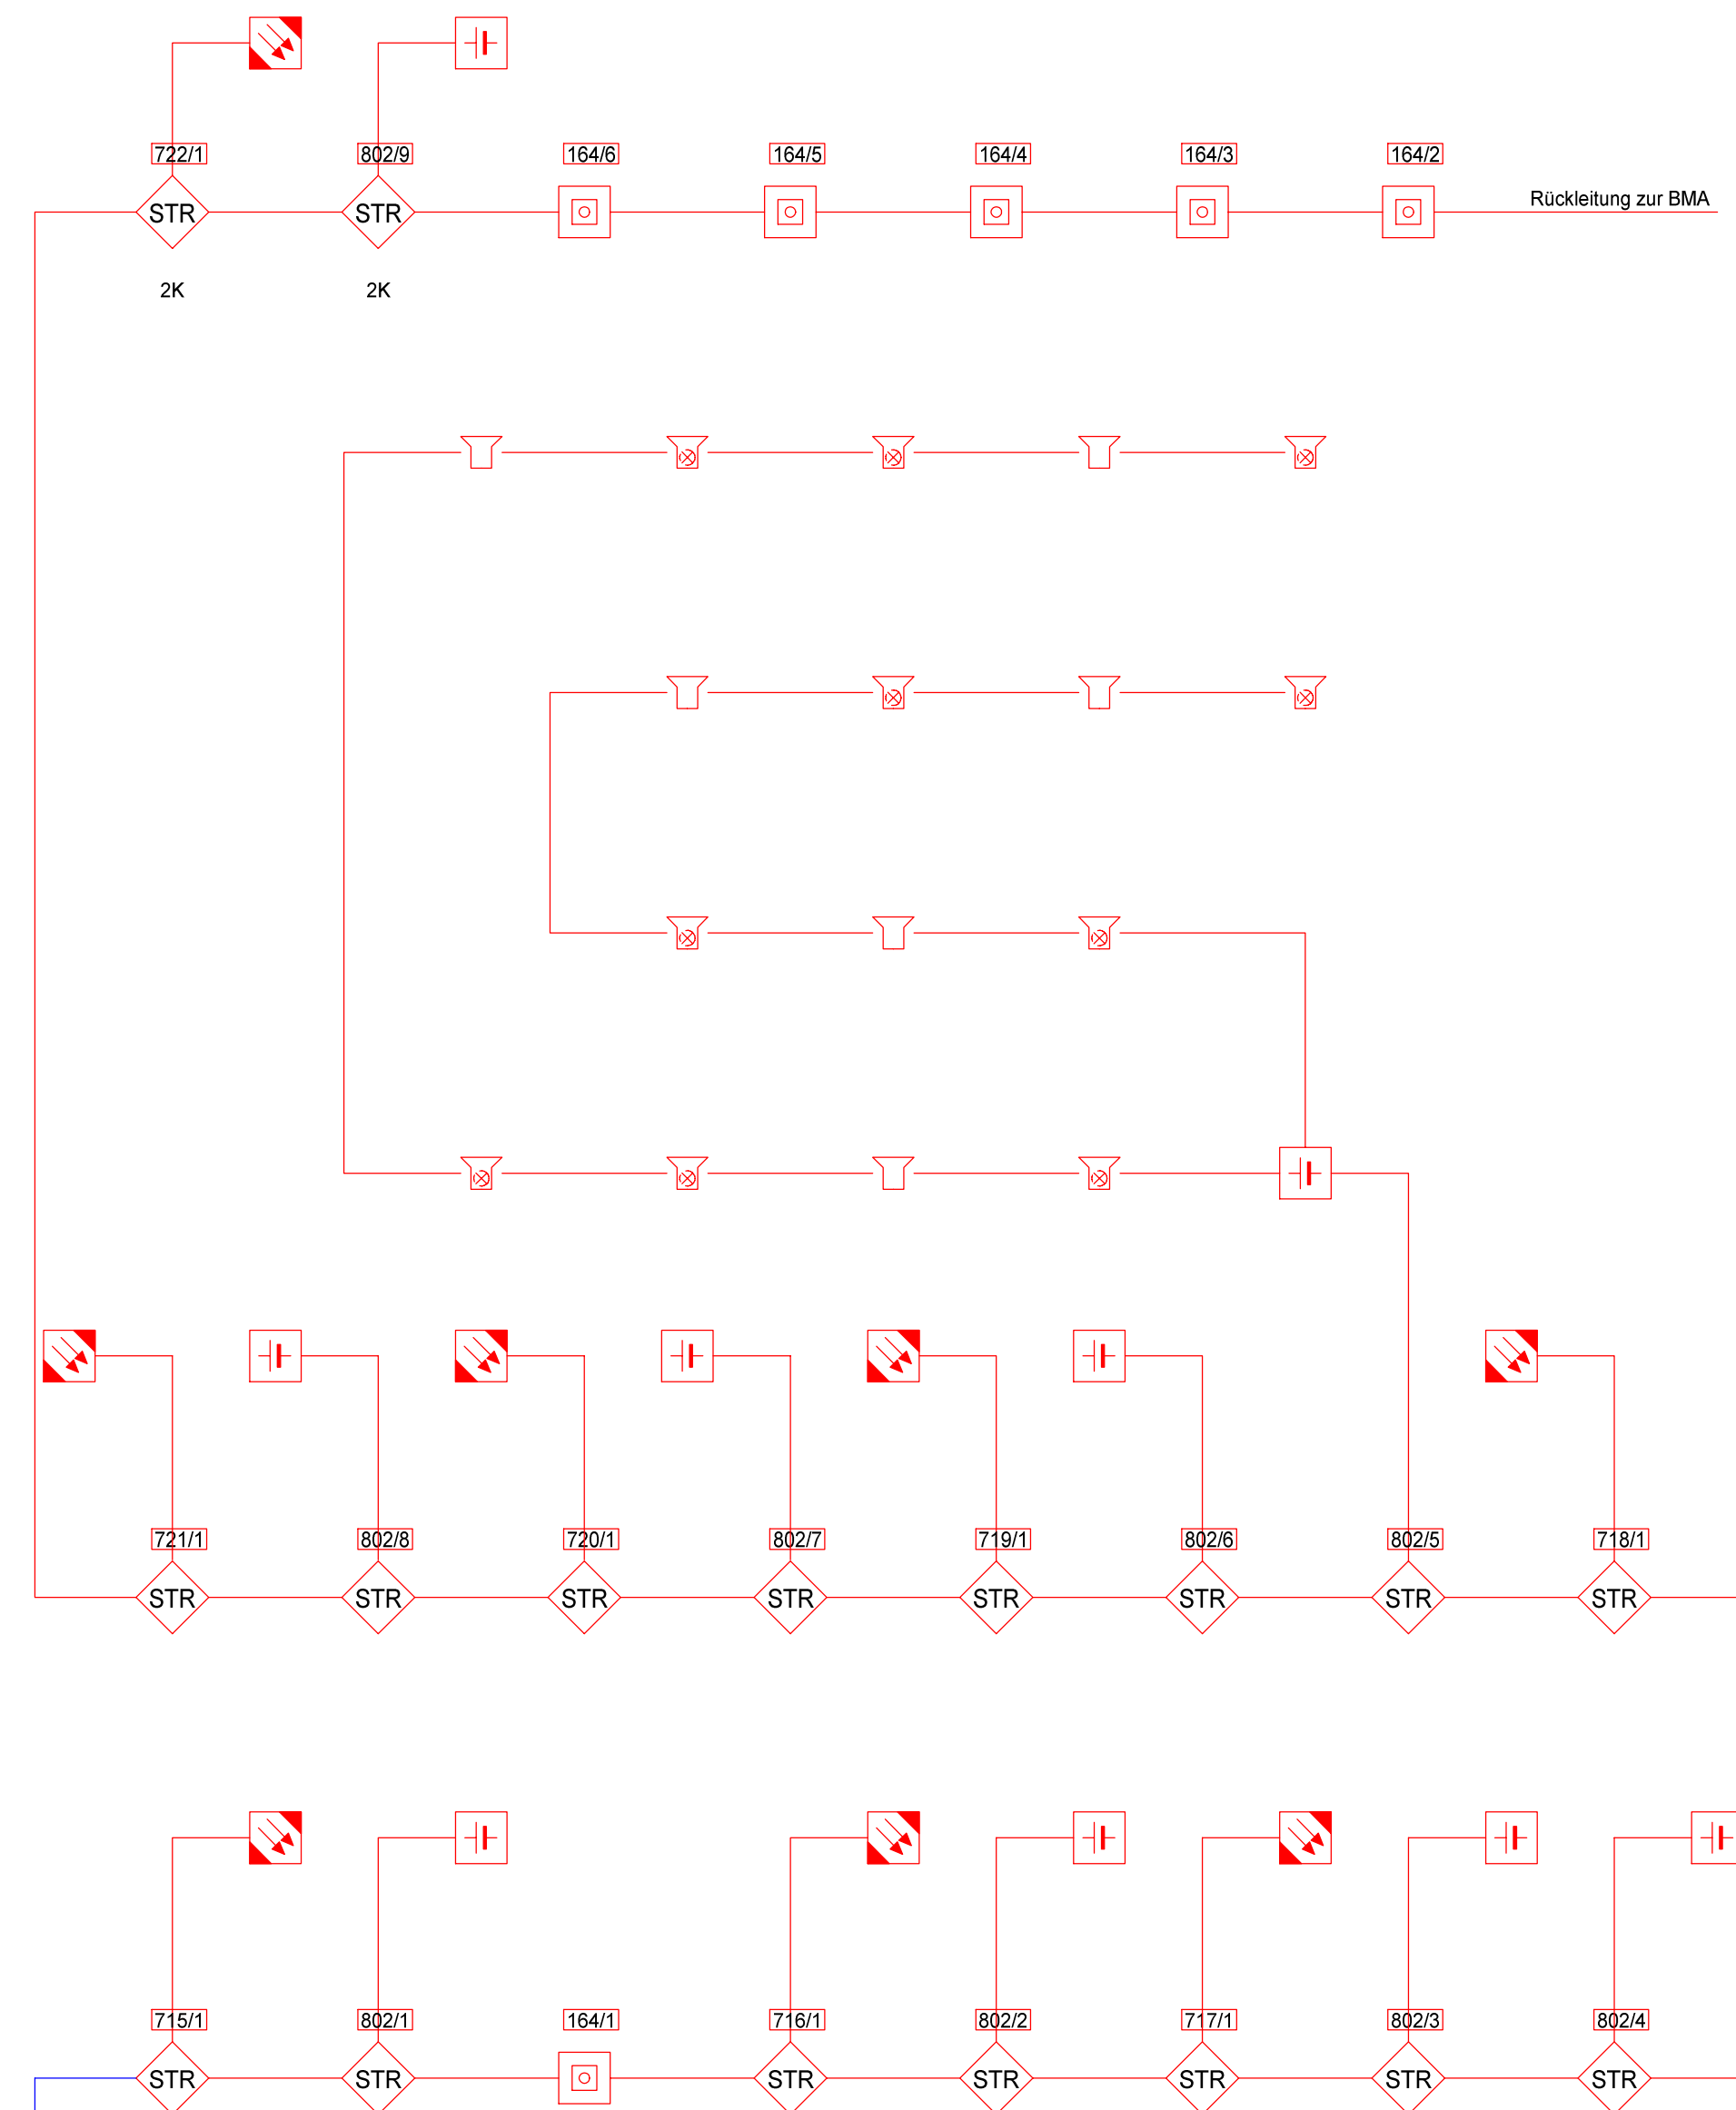 722/1 802/9 164/6 164/5 164/4 164/3 164/2
STR STR Rückleitung zur BMA
2K 2K
721/1 802/8 720/1 802/7 719/1 802/6 802/5 718/1
STR STR STR STR STR STR STR STR
715/1 802/1 164/1 716/1 802/2 717/1 802/3 802/4
STR STR STR STR STR STR STR